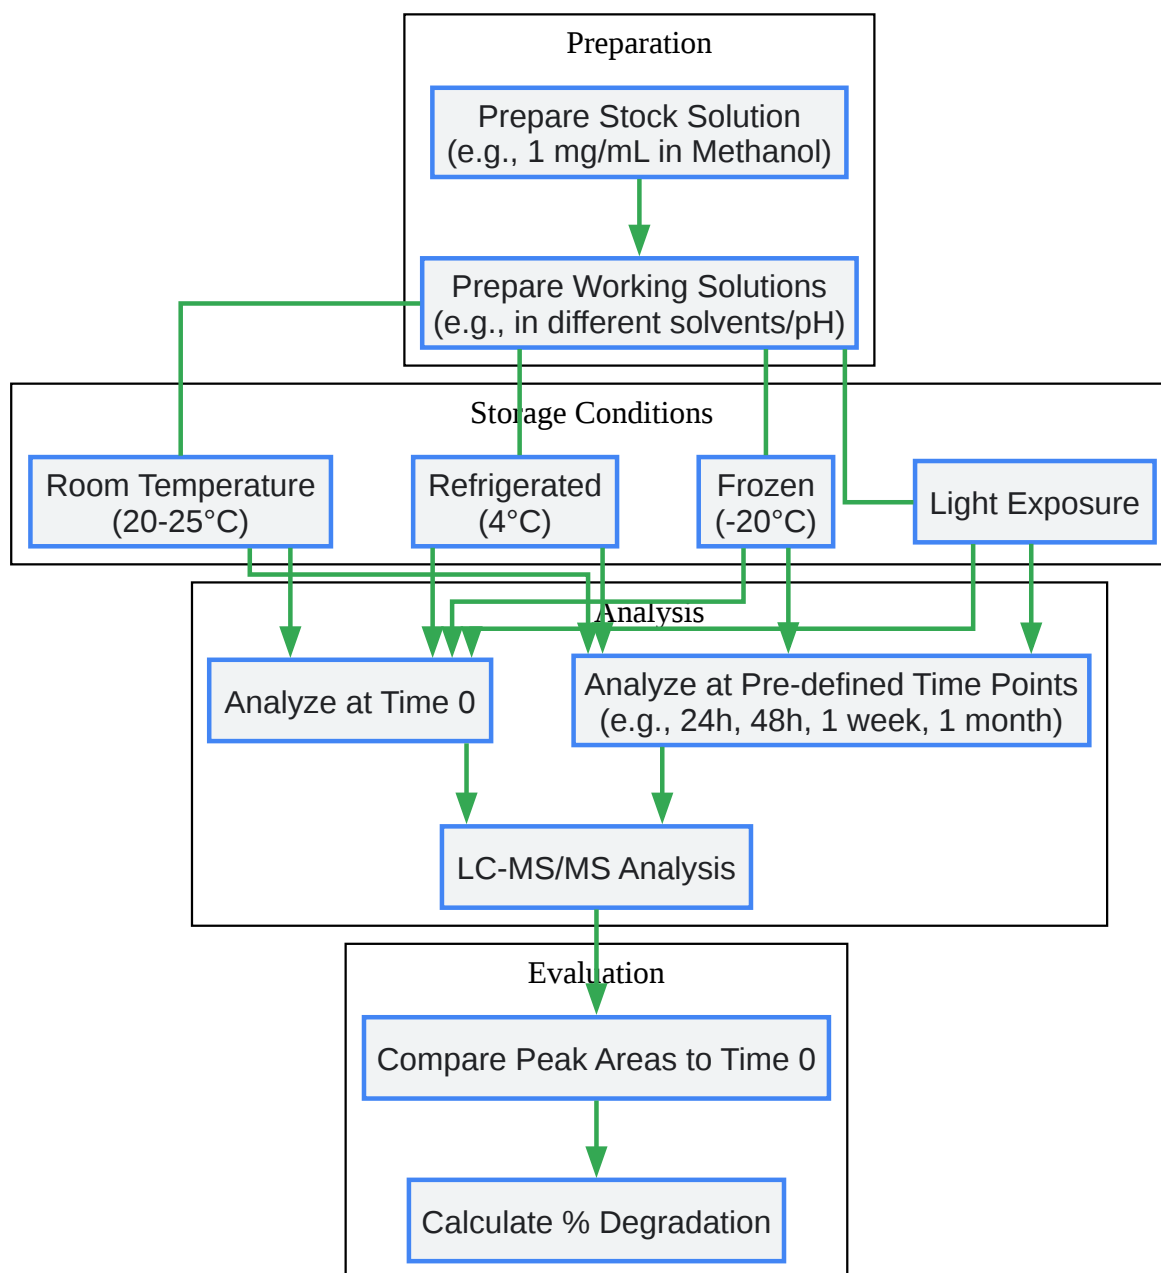 Preparation
Prepare Stock Solution
(e.g., 1 mg/mL in Methanol)
Prepare Working Solutions
(e.g., in different solvents/pH)
Storage Conditions
Room Temperature
(20-25°C)
Refrigerated
(4°C)
Frozen
(-20°C)
Light Exposure
Analysis
Analyze at Time 0
Analyze at Pre-defined Time Points
(e.g., 24h, 48h, 1 week, 1 month)
LC-MS/MS Analysis
Evaluation
Compare Peak Areas to Time 0
Calculate % Degradation